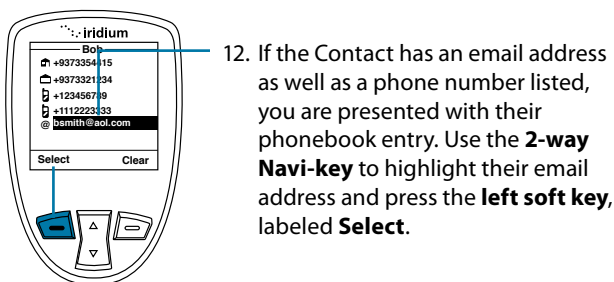 iridium
Bob
+9373354415
+9373321234
+123456789
+1112223333
@ bsmith@aol.com
Select Clear
12. If the Contact has an email address
as well as a phone number listed,
you are presented with their
phonebook entry. Use the 2-way
Navi-key to highlight their email
address and press the left soft key,
labeled Select.